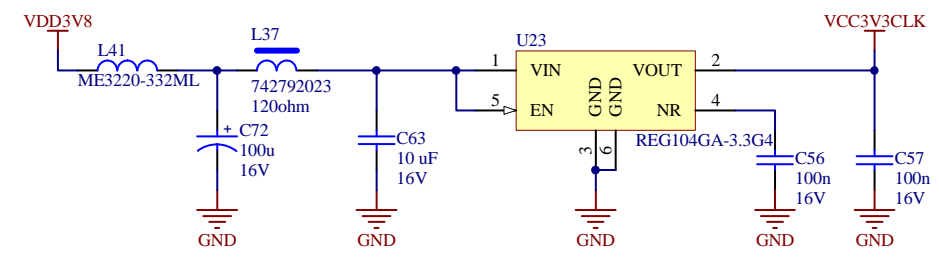 VDD3V8
L41
ME3220-332ML
L37
742792023
120ohm
+
C72
100u
16V
GND
C63
10 uF
16V
GND
U23
1
VIN
5
EN
GND
GND
3
6
VOUT
2
NR
4
REG104GA-3.3G4
GND
VCC3V3CLK
C56
100n
16V
GND
C57
100n
16V
GND